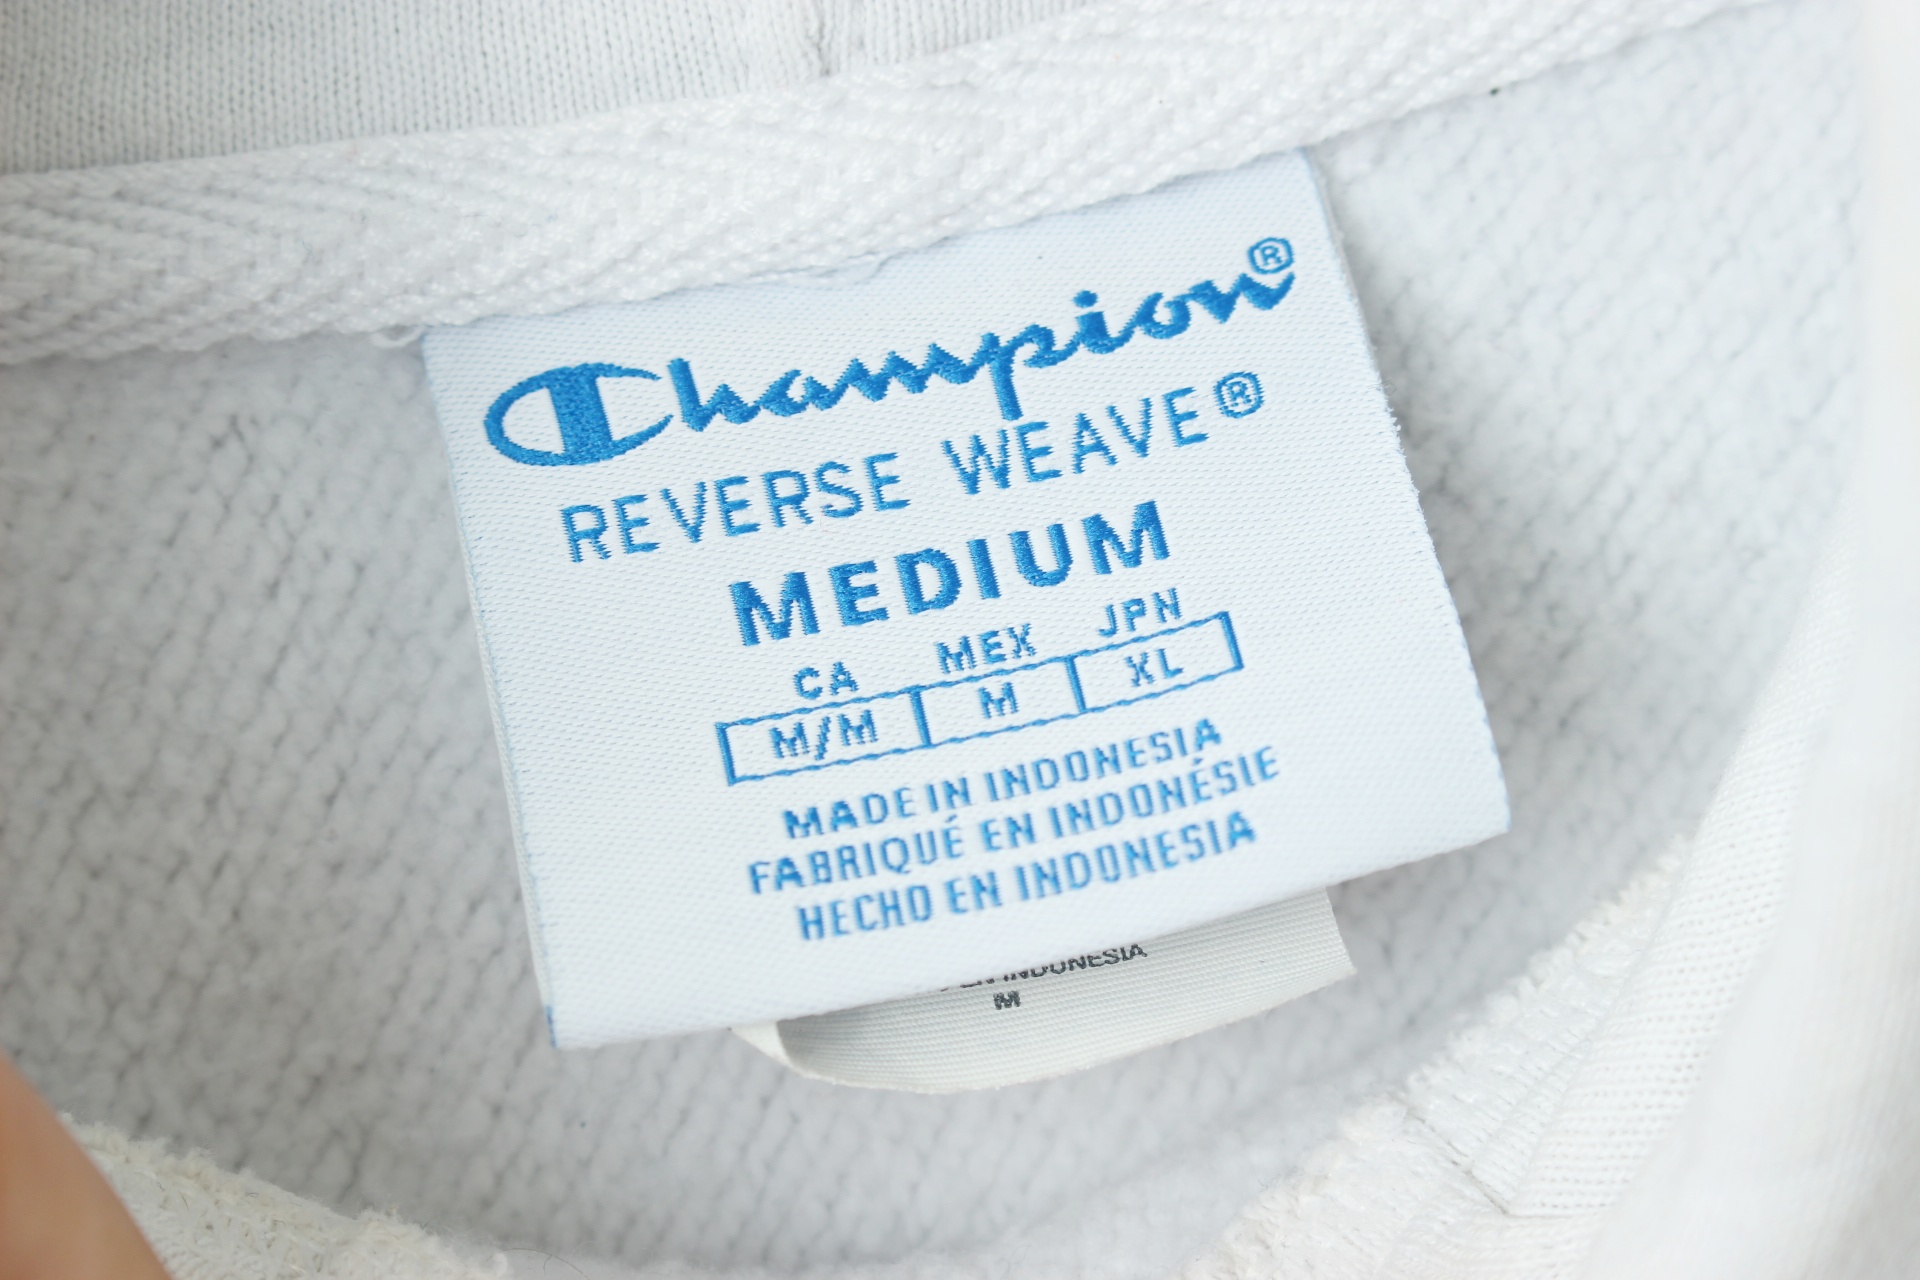 Champion®
REVERSE WEAVE®
MEDIUM
CA MEX JPN
M/M M XL
MADE IN INDONESIA
FABRIQUÉ EN INDONÉSIE
HECHO EN INDONESIA
INDONESIA
M